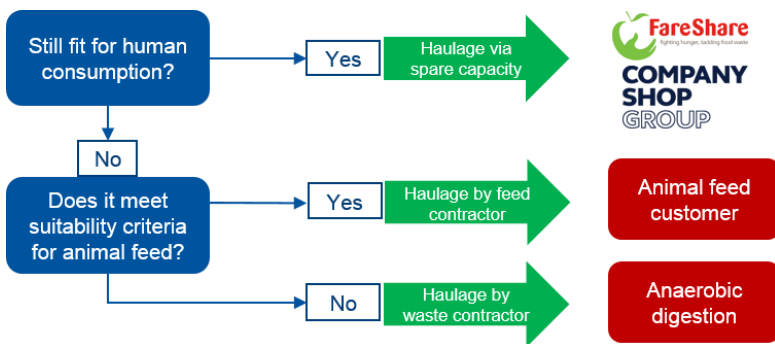 Still fit for human
consumption?
Yes
Haulage via
spare capacity
FareShare
fighting hunger, tackling food waste
COMPANY
SHOP
GROUP
No
Does it meet
suitability criteria
for animal feed?
Yes
Haulage by feed
contractor
Animal feed
customer
No
Haulage by
waste contractor
Anaerobic
digestion